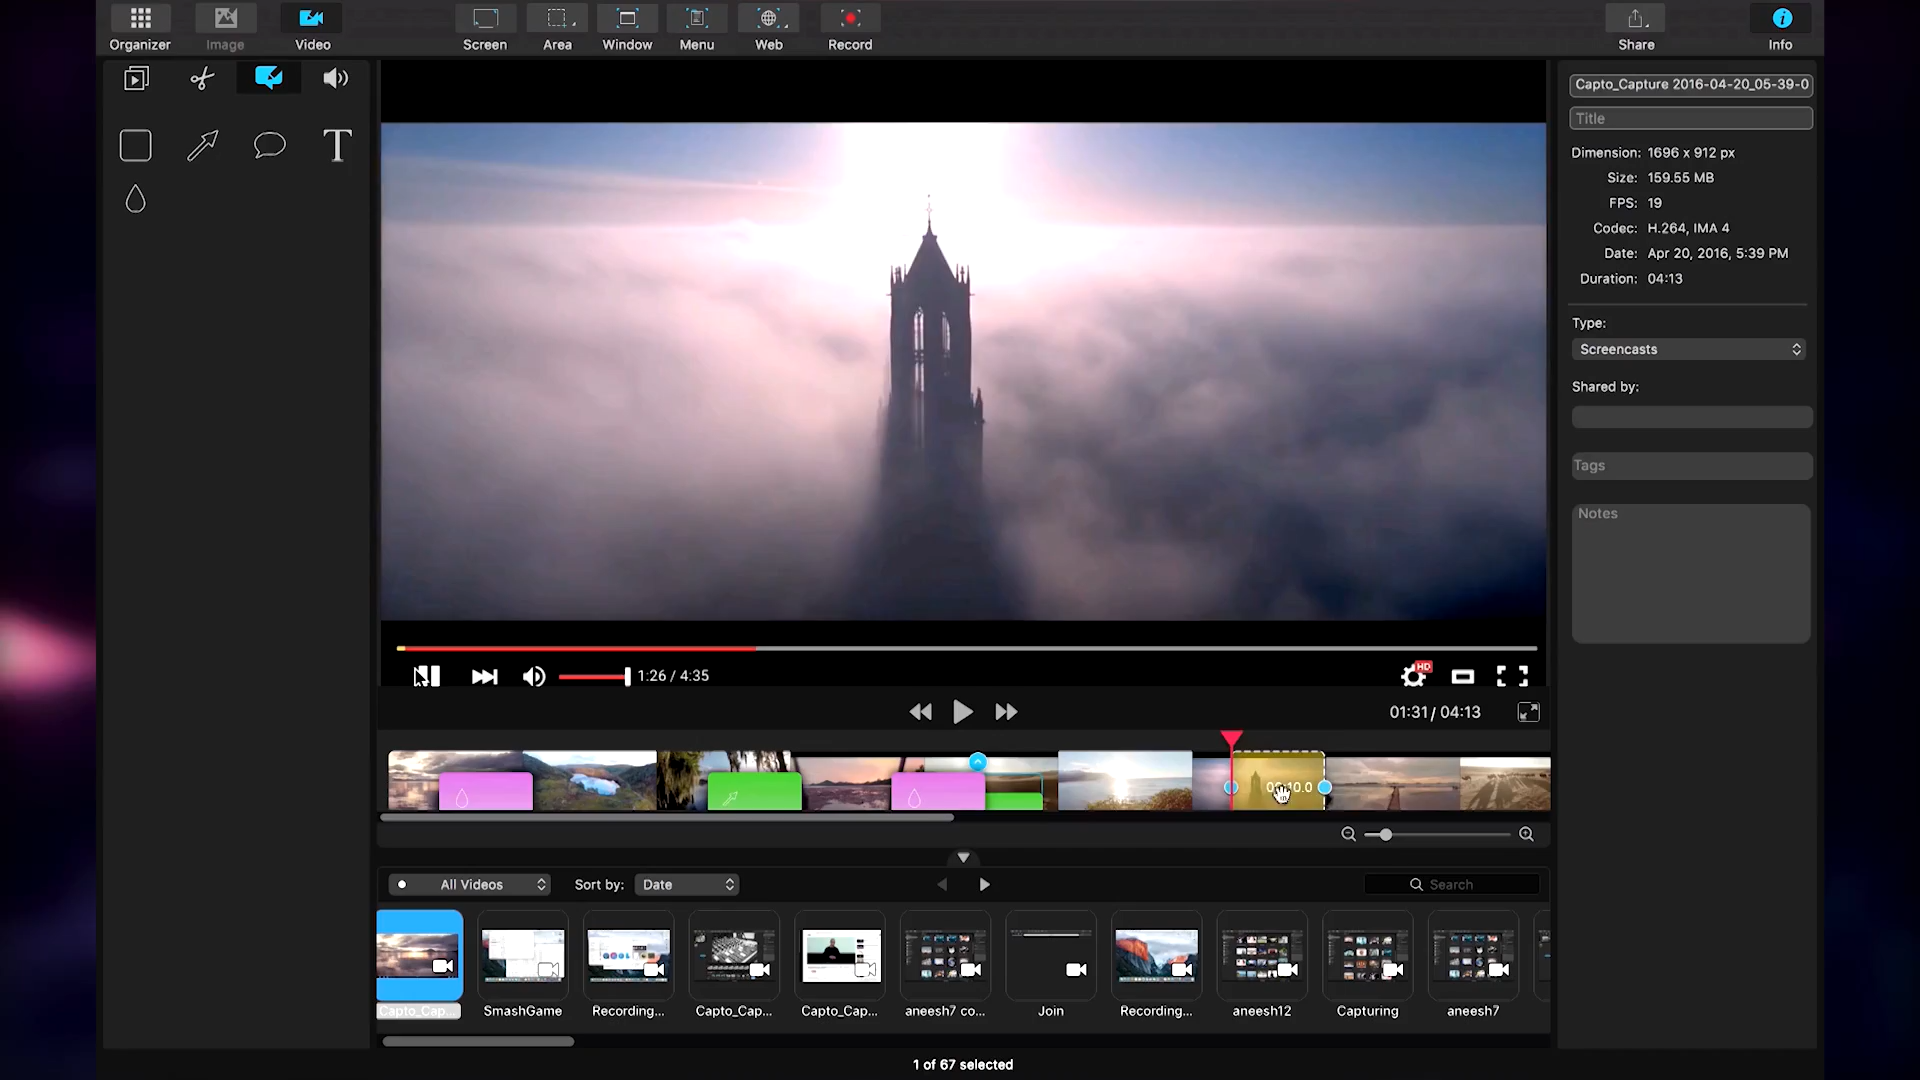 Organizer
Image
Video
Screen
Area
Window
Menu
Web
Record
Share
Info
Capto_Capture 2016-04-20_05-39-0
Title
Dimension: 1696 x 912 px
Size: 159.55 MB
FPS: 19
Codec: H.264, IMA 4
Date: Apr 20, 2016, 5:39 PM
Duration: 04:13
Type:
Screencasts
Shared by:
Tags
Notes
T
HD
1:26 / 4:35
01:31 / 04:13
All Videos
Sort by:
Date
Search
Capto_Cap...
SmashGame
Recording...
Capto_Cap...
Capto_Cap...
aneesh7 co...
Join
Recording...
aneesh12
Capturing
aneesh7
1 of 67 selected